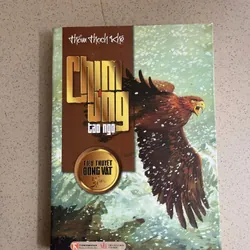 Thẩm Thạch Khê
Chim
ưng
tao ngộ
TIỂU THUYẾT
ĐỘNG VẬT